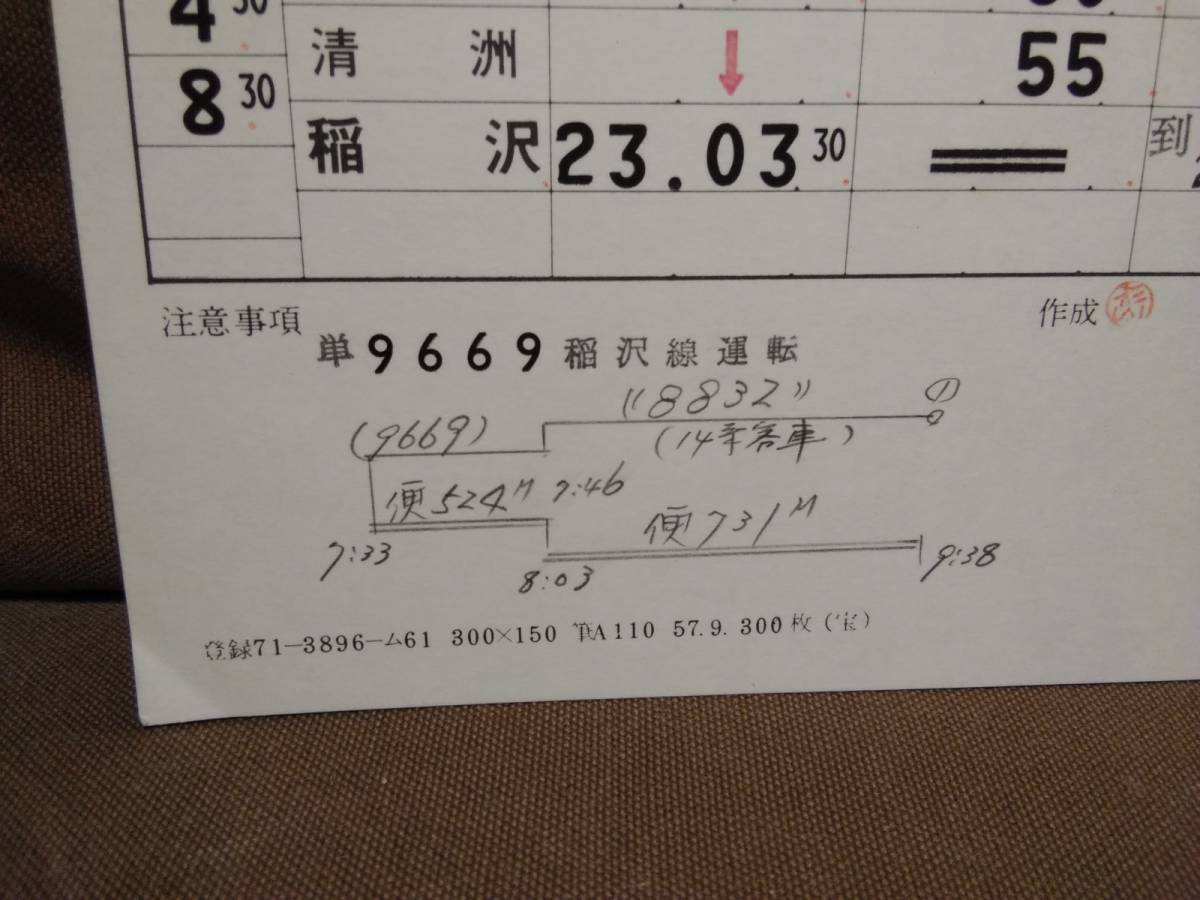 4 30
清洲 ↓ 55
8 30
稲沢 23.03 30 ══ 到
注意事項
作成
単9669稲沢線運転
(9669) "8832" の
(14系客車)
便524M 7:46 便731M
7:33 8:03 9:38
登録71-3896-ム61 300×150 筆A110 57.9.300枚(宝)